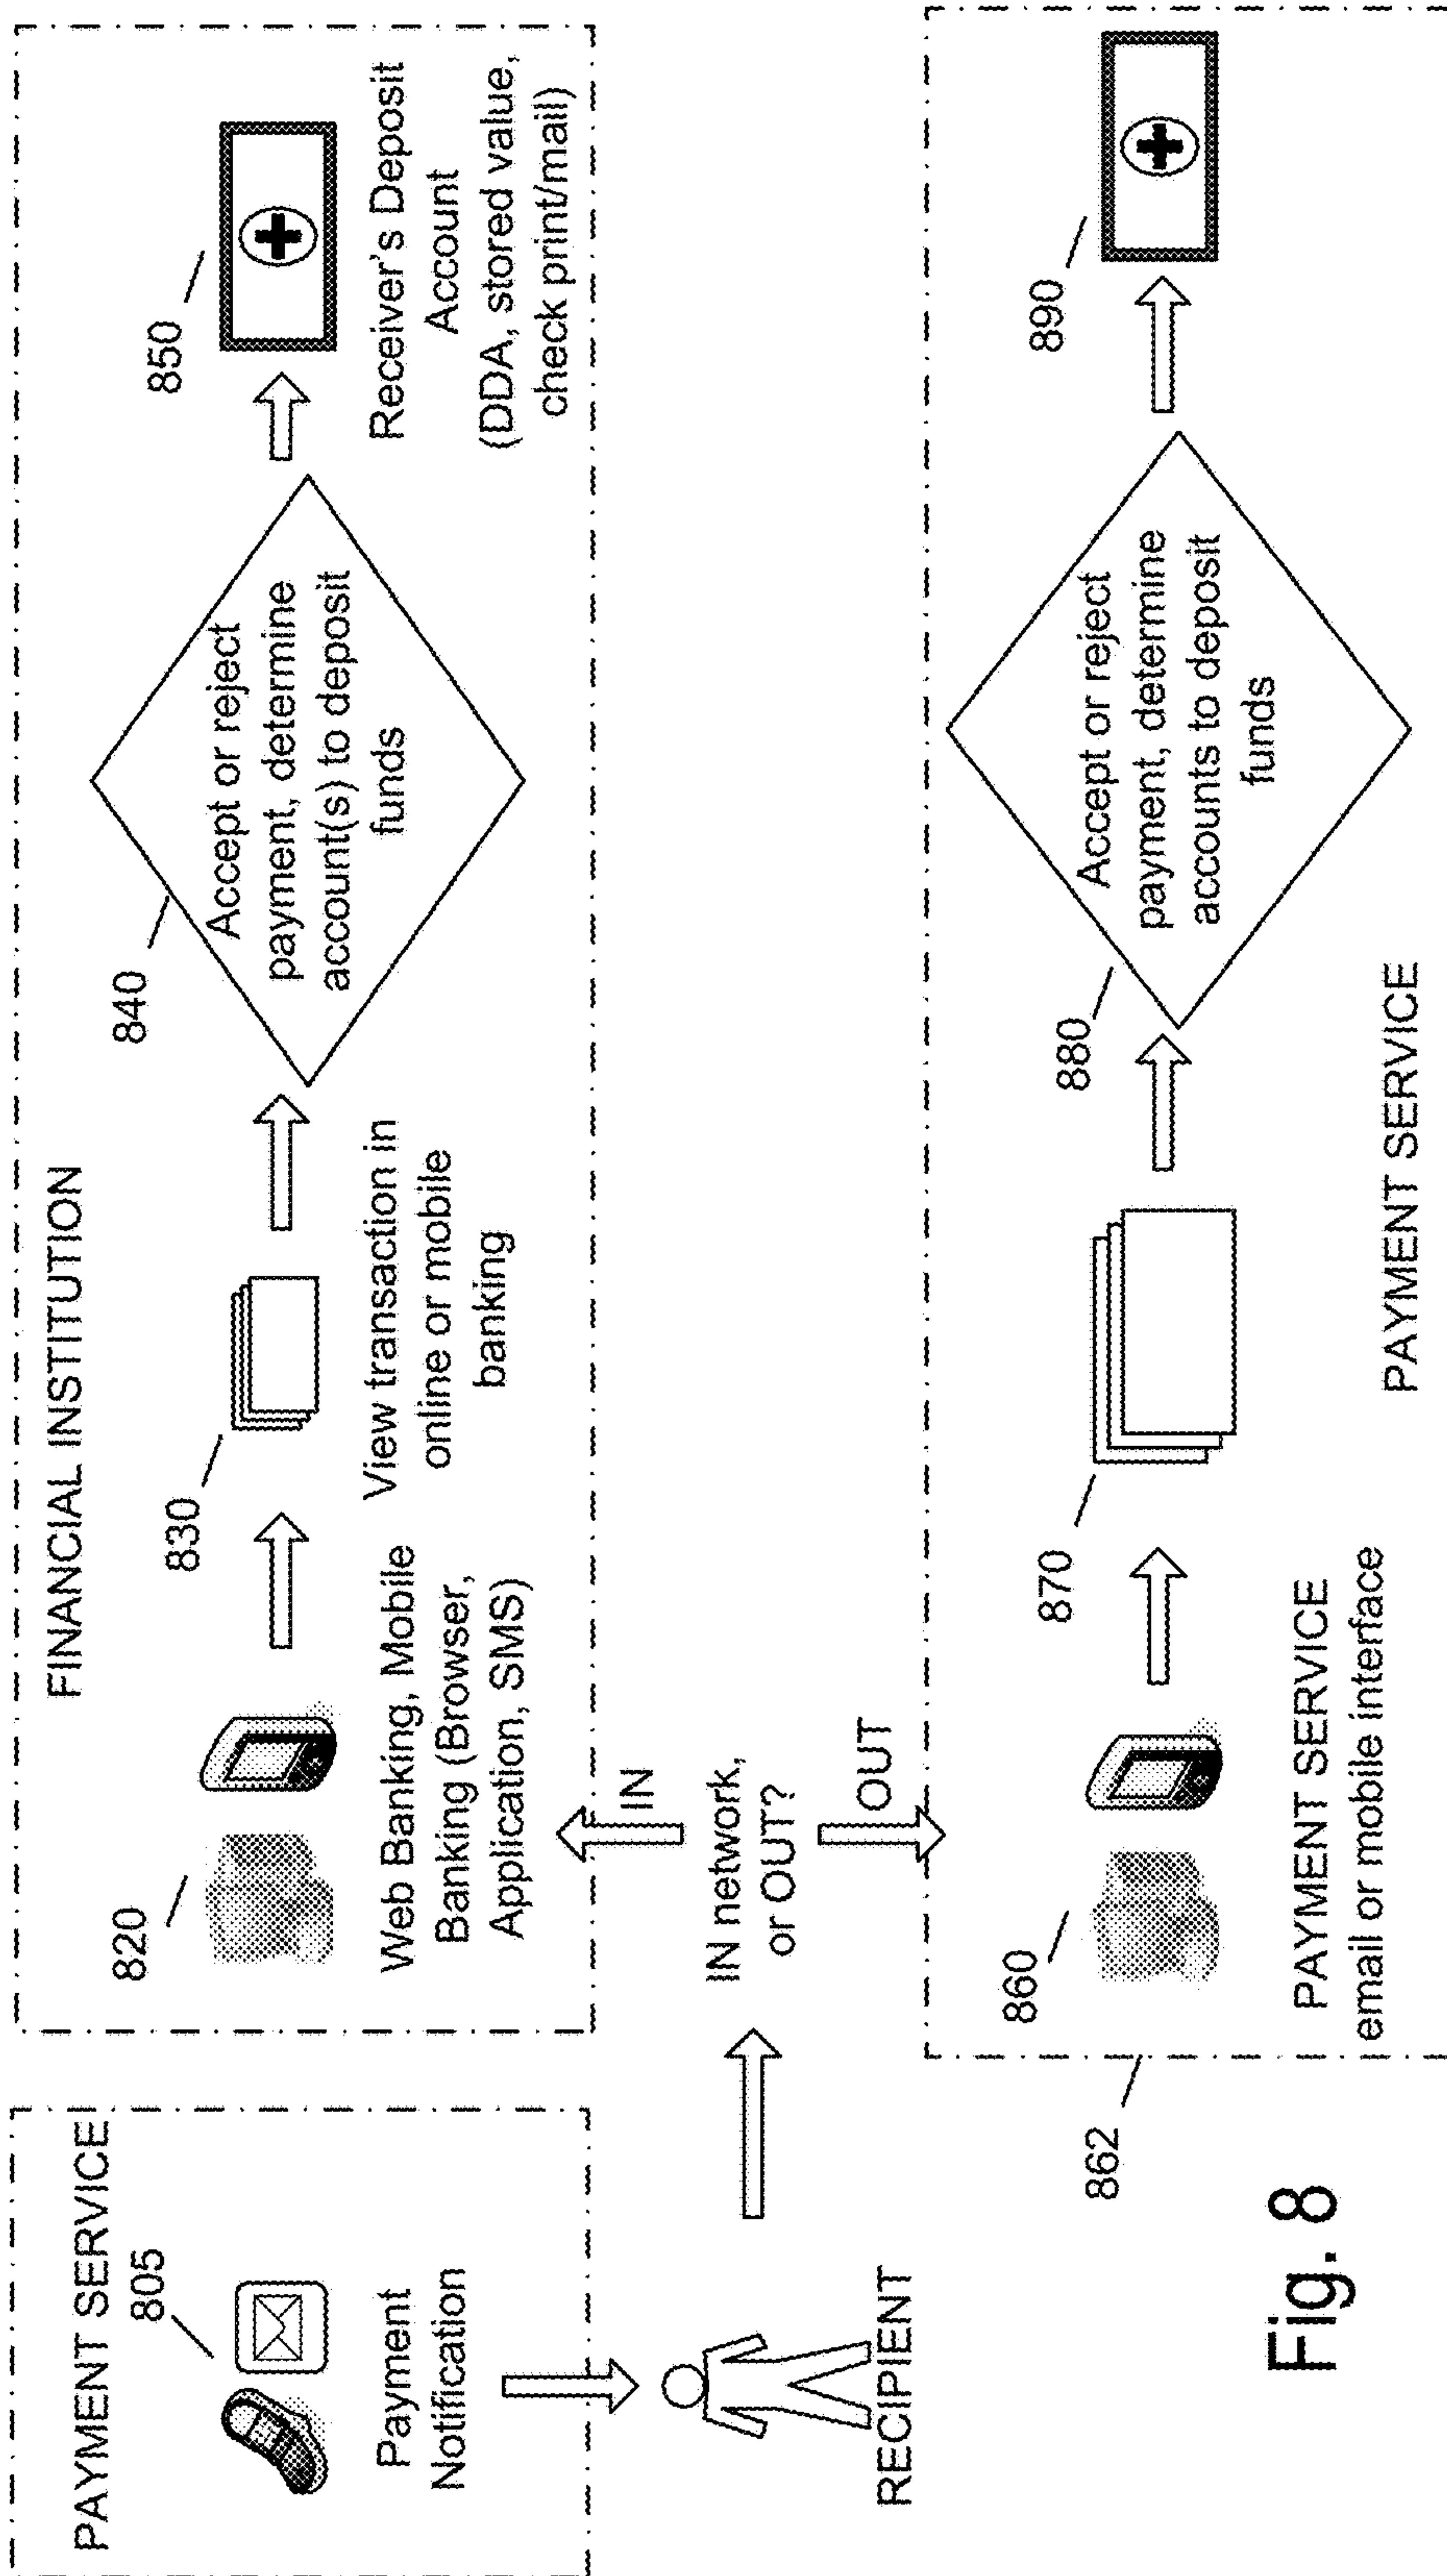 PAYMENT SERVICE
805
Payment
Notification
RECIPIENT
FINANCIAL INSTITUTION
820
Web Banking, Mobile
Banking (Browser,
Application, SMS)
830
View transaction in
online or mobile
banking
840
Accept or reject
payment, determine
account(s) to deposit
funds
850
Receiver's Deposit
Account
(DDA, stored value,
check print/mail)
IN
IN network,
or OUT?
OUT
862
860
PAYMENT SERVICE
email or mobile interface
870
880
Accept or reject
payment, determine
accounts to deposit
funds
890
PAYMENT SERVICE
Fig. 8